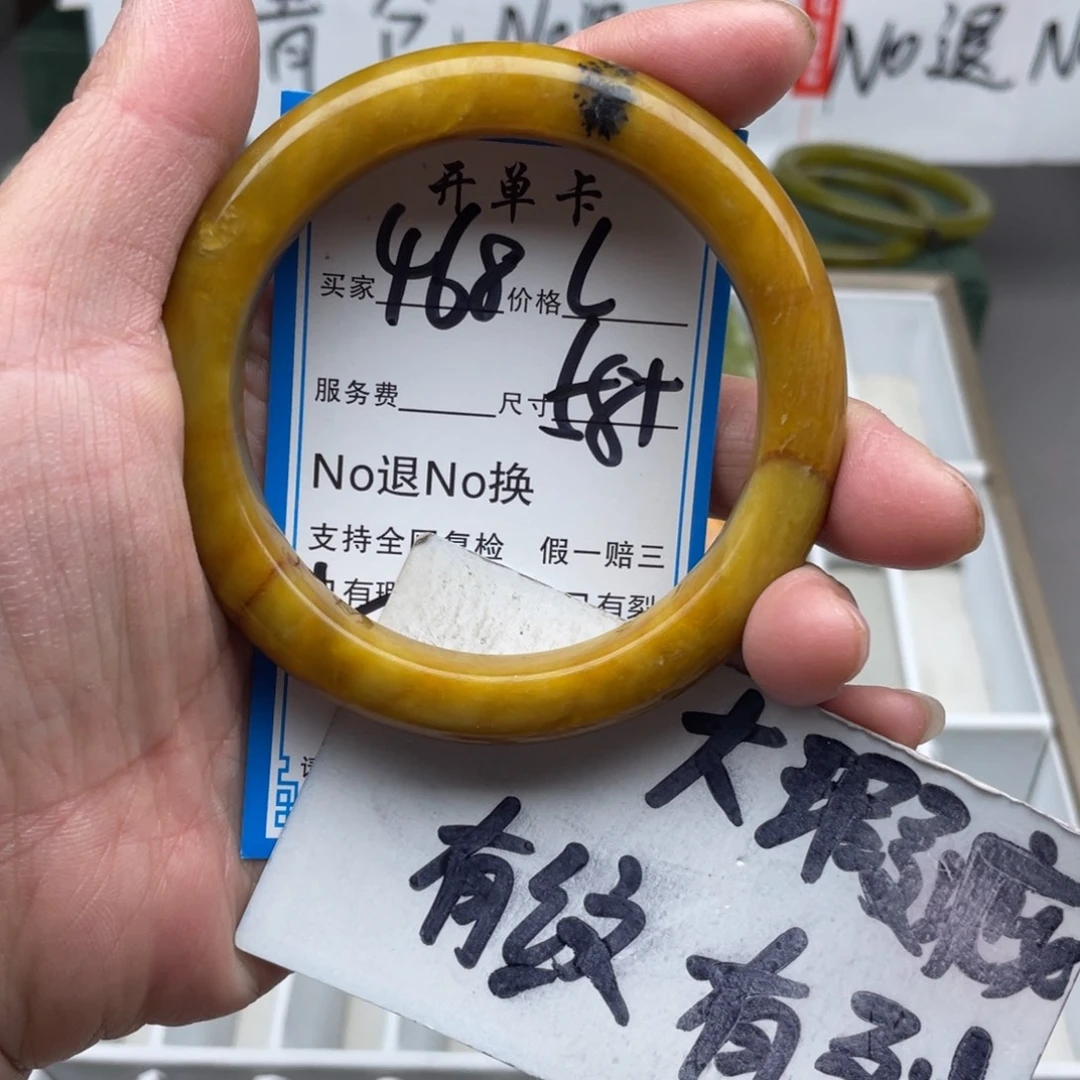 No退
No退 N
开单卡
买家 468 价格
服务费 尺寸 58+
No退No换
支持全国复检 假一赔三
有瑕 有裂
大瑕疵
有纹
有裂